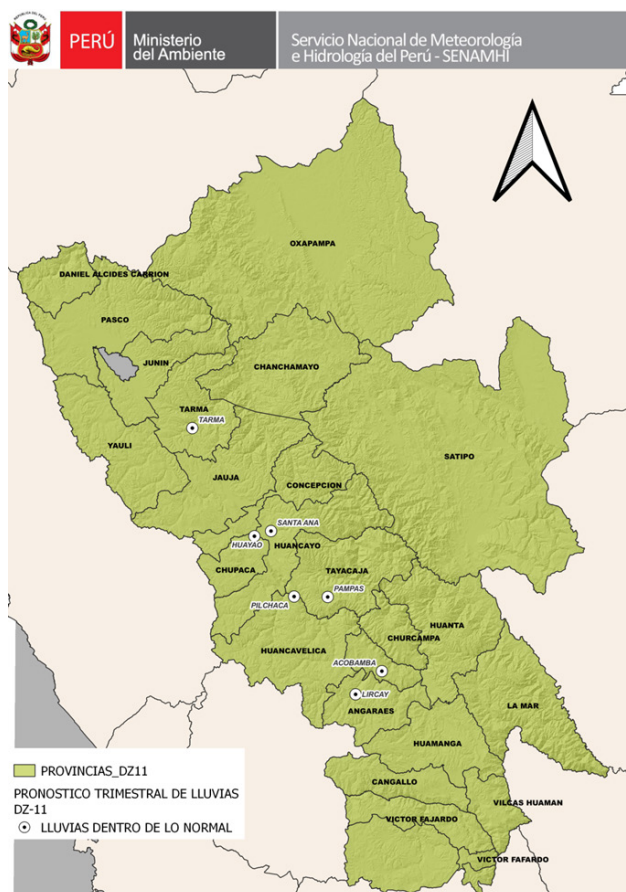 PERÚ
Ministerio
del Ambiente
Servicio Nacional de Meteorología
e Hidrología del Perú - SENAMHI
OXAPAMPA
DANIEL ALCIDES CARRION
PASCO
JUNIN
CHANCHAMAYO
TARMA
TARMA
YAULI
SATIPO
JAUJA
CONCEPCION
SANTA ANA
HUAYAO
HUANCAYO
CHUPACA
TAYACAJA
PILCHACA
PAMPAS
HUANTA
CHURCAMPA
HUANCAVELICA
ACOBAMBA
LIRCAY
ANGARAES
LA MAR
HUAMANGA
CANGALLO
VILCAS HUAMAN
VICTOR FAJARDO
VICTOR FAFARDO
PROVINCIAS_DZ11
PRONOSTICO TRIMESTRAL DE LLUVIAS
DZ-11
LLUVIAS DENTRO DE LO NORMAL